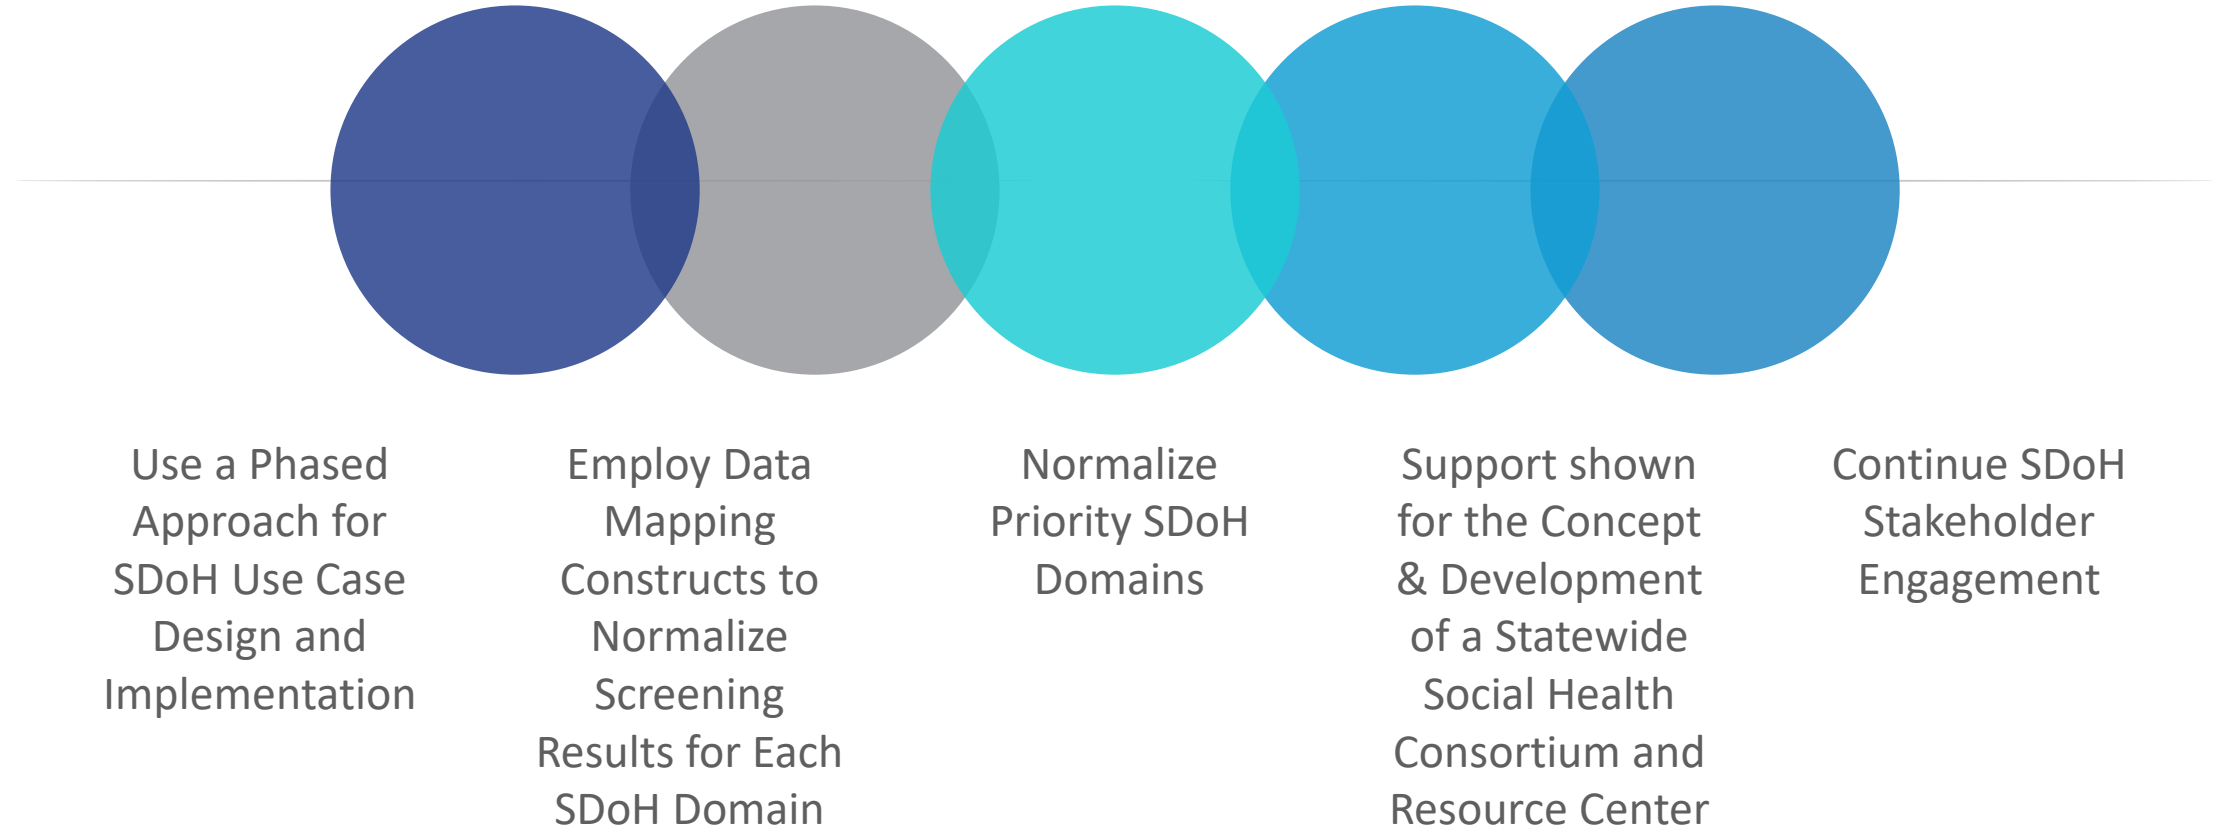 Use a Phased
Approach for
SDoH Use Case
Design and
Implementation
Employ Data
Mapping
Constructs to
Normalize
Screening
Results for Each
SDoH Domain
Normalize
Priority SDoH
Domains
Support shown
for the Concept
& Development
of a Statewide
Social Health
Consortium and
Resource Center
Continue SDoH
Stakeholder
Engagement